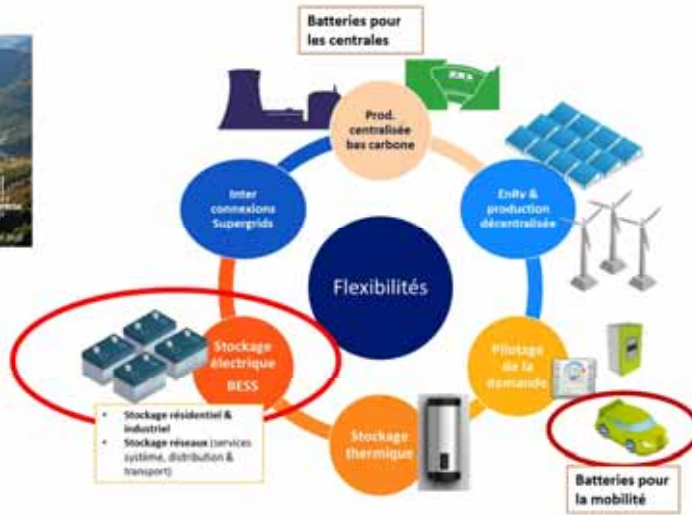 Batteries pour
les centrales
Prod.
centralisée
bas carbone
Inter
connexions
Supergrids
EnRv &
production
décentralisée
Flexibilités
Stockage
électrique
BESS
Pilotage
de la
demande
• Stockage résidentiel &
industriel
• Stockage réseaux (services
système, distribution &
transport)
Stockage
thermique
Batteries pour
la mobilité